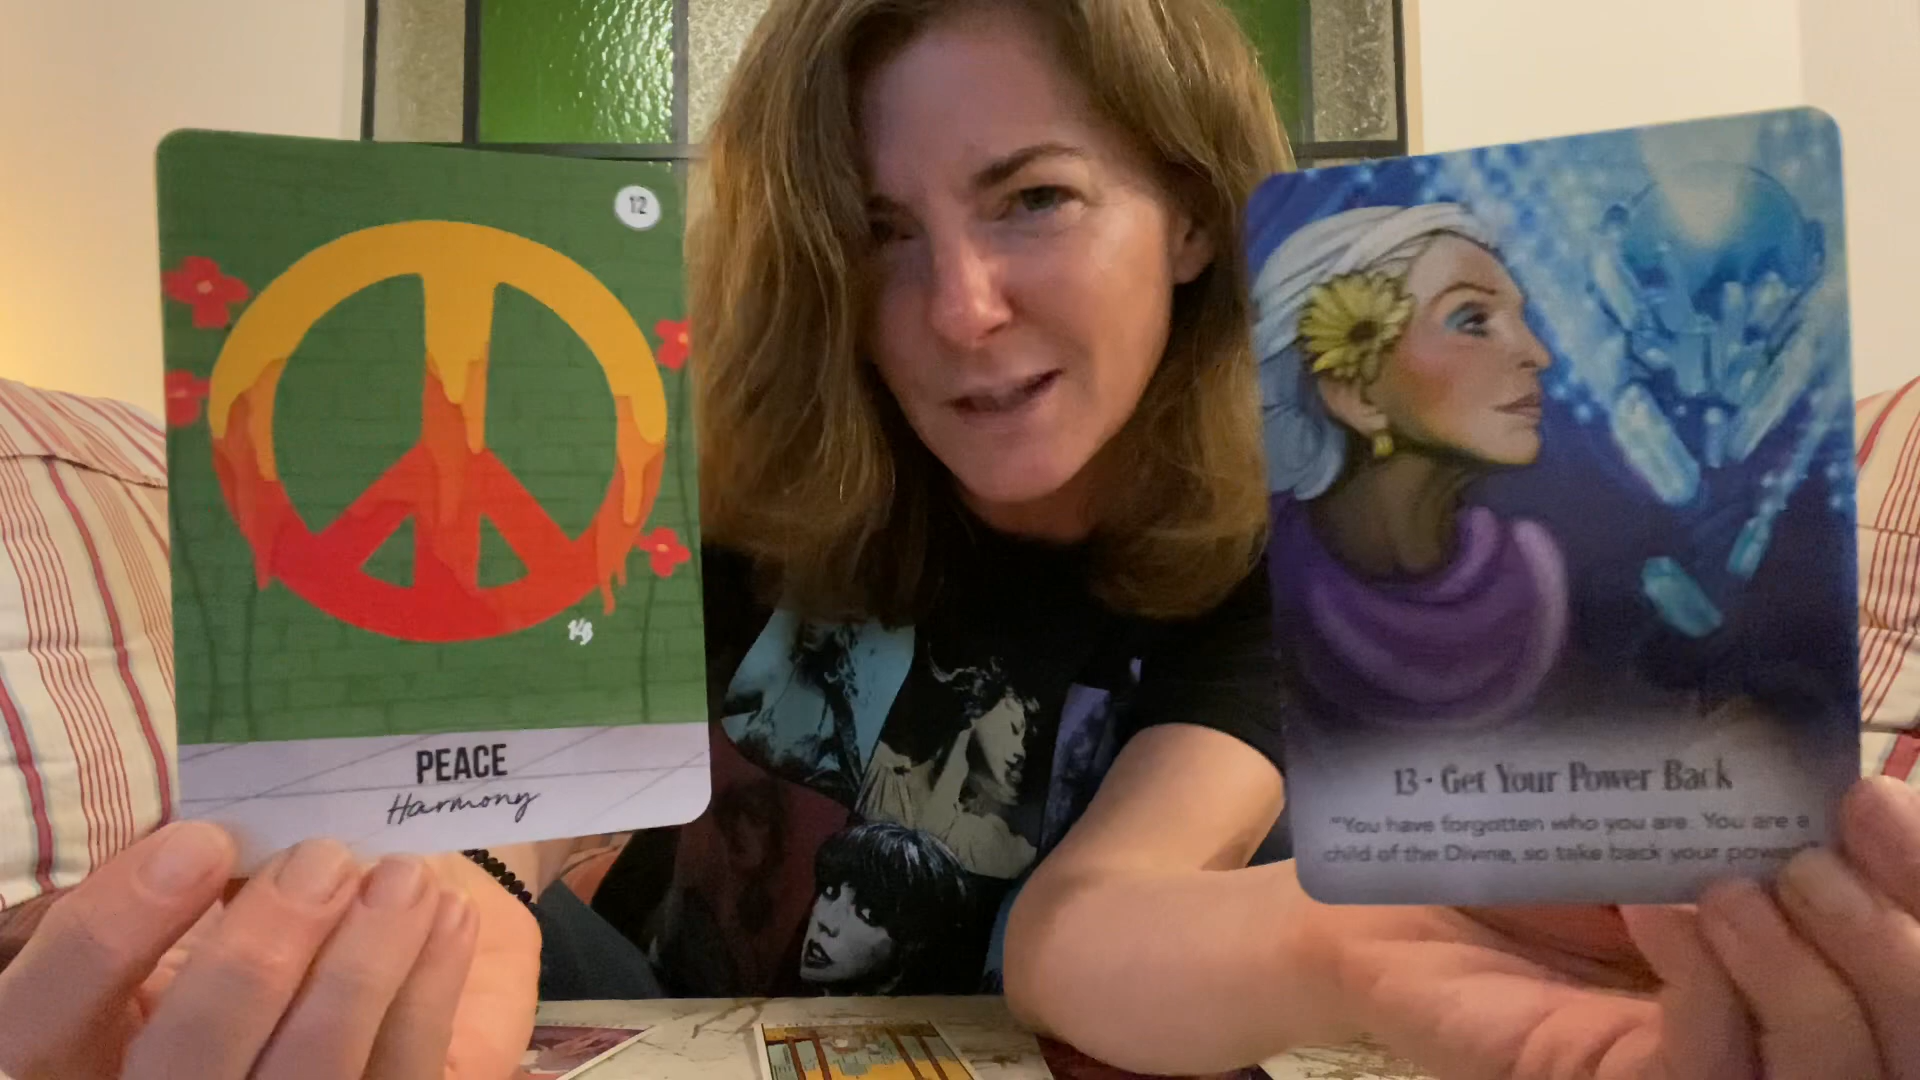 12
KB
PEACE
Harmony
13 • Get Your Power Back
"You have forgotten who you are. You are a
child of the Divine, so take back your power!"